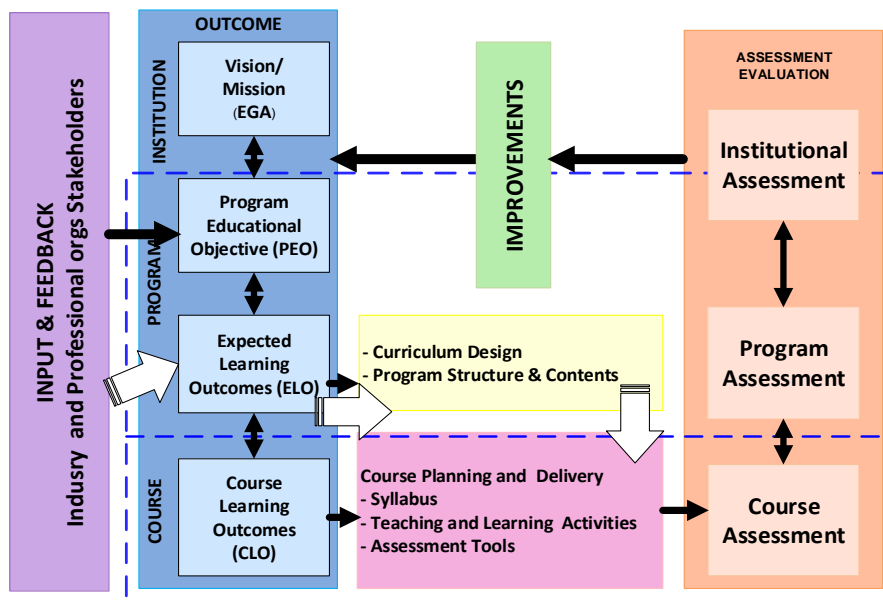 INPUT & FEEDBACK
Indusry and Professional orgs Stakeholders
OUTCOME
INSTITUTION
Vision/
Mission
(EGA)
PROGRAM
Program
Educational
Objective (PEO)
Expected
Learning
Outcomes (ELO)
COURSE
Course
Learning
Outcomes
(CLO)
IMPROVEMENTS
- Curriculum Design
- Program Structure & Contents
Course Planning and Delivery
- Syllabus
- Teaching and Learning Activities
- Assessment Tools
ASSESSMENT
EVALUATION
Institutional
Assessment
Program
Assessment
Course
Assessment